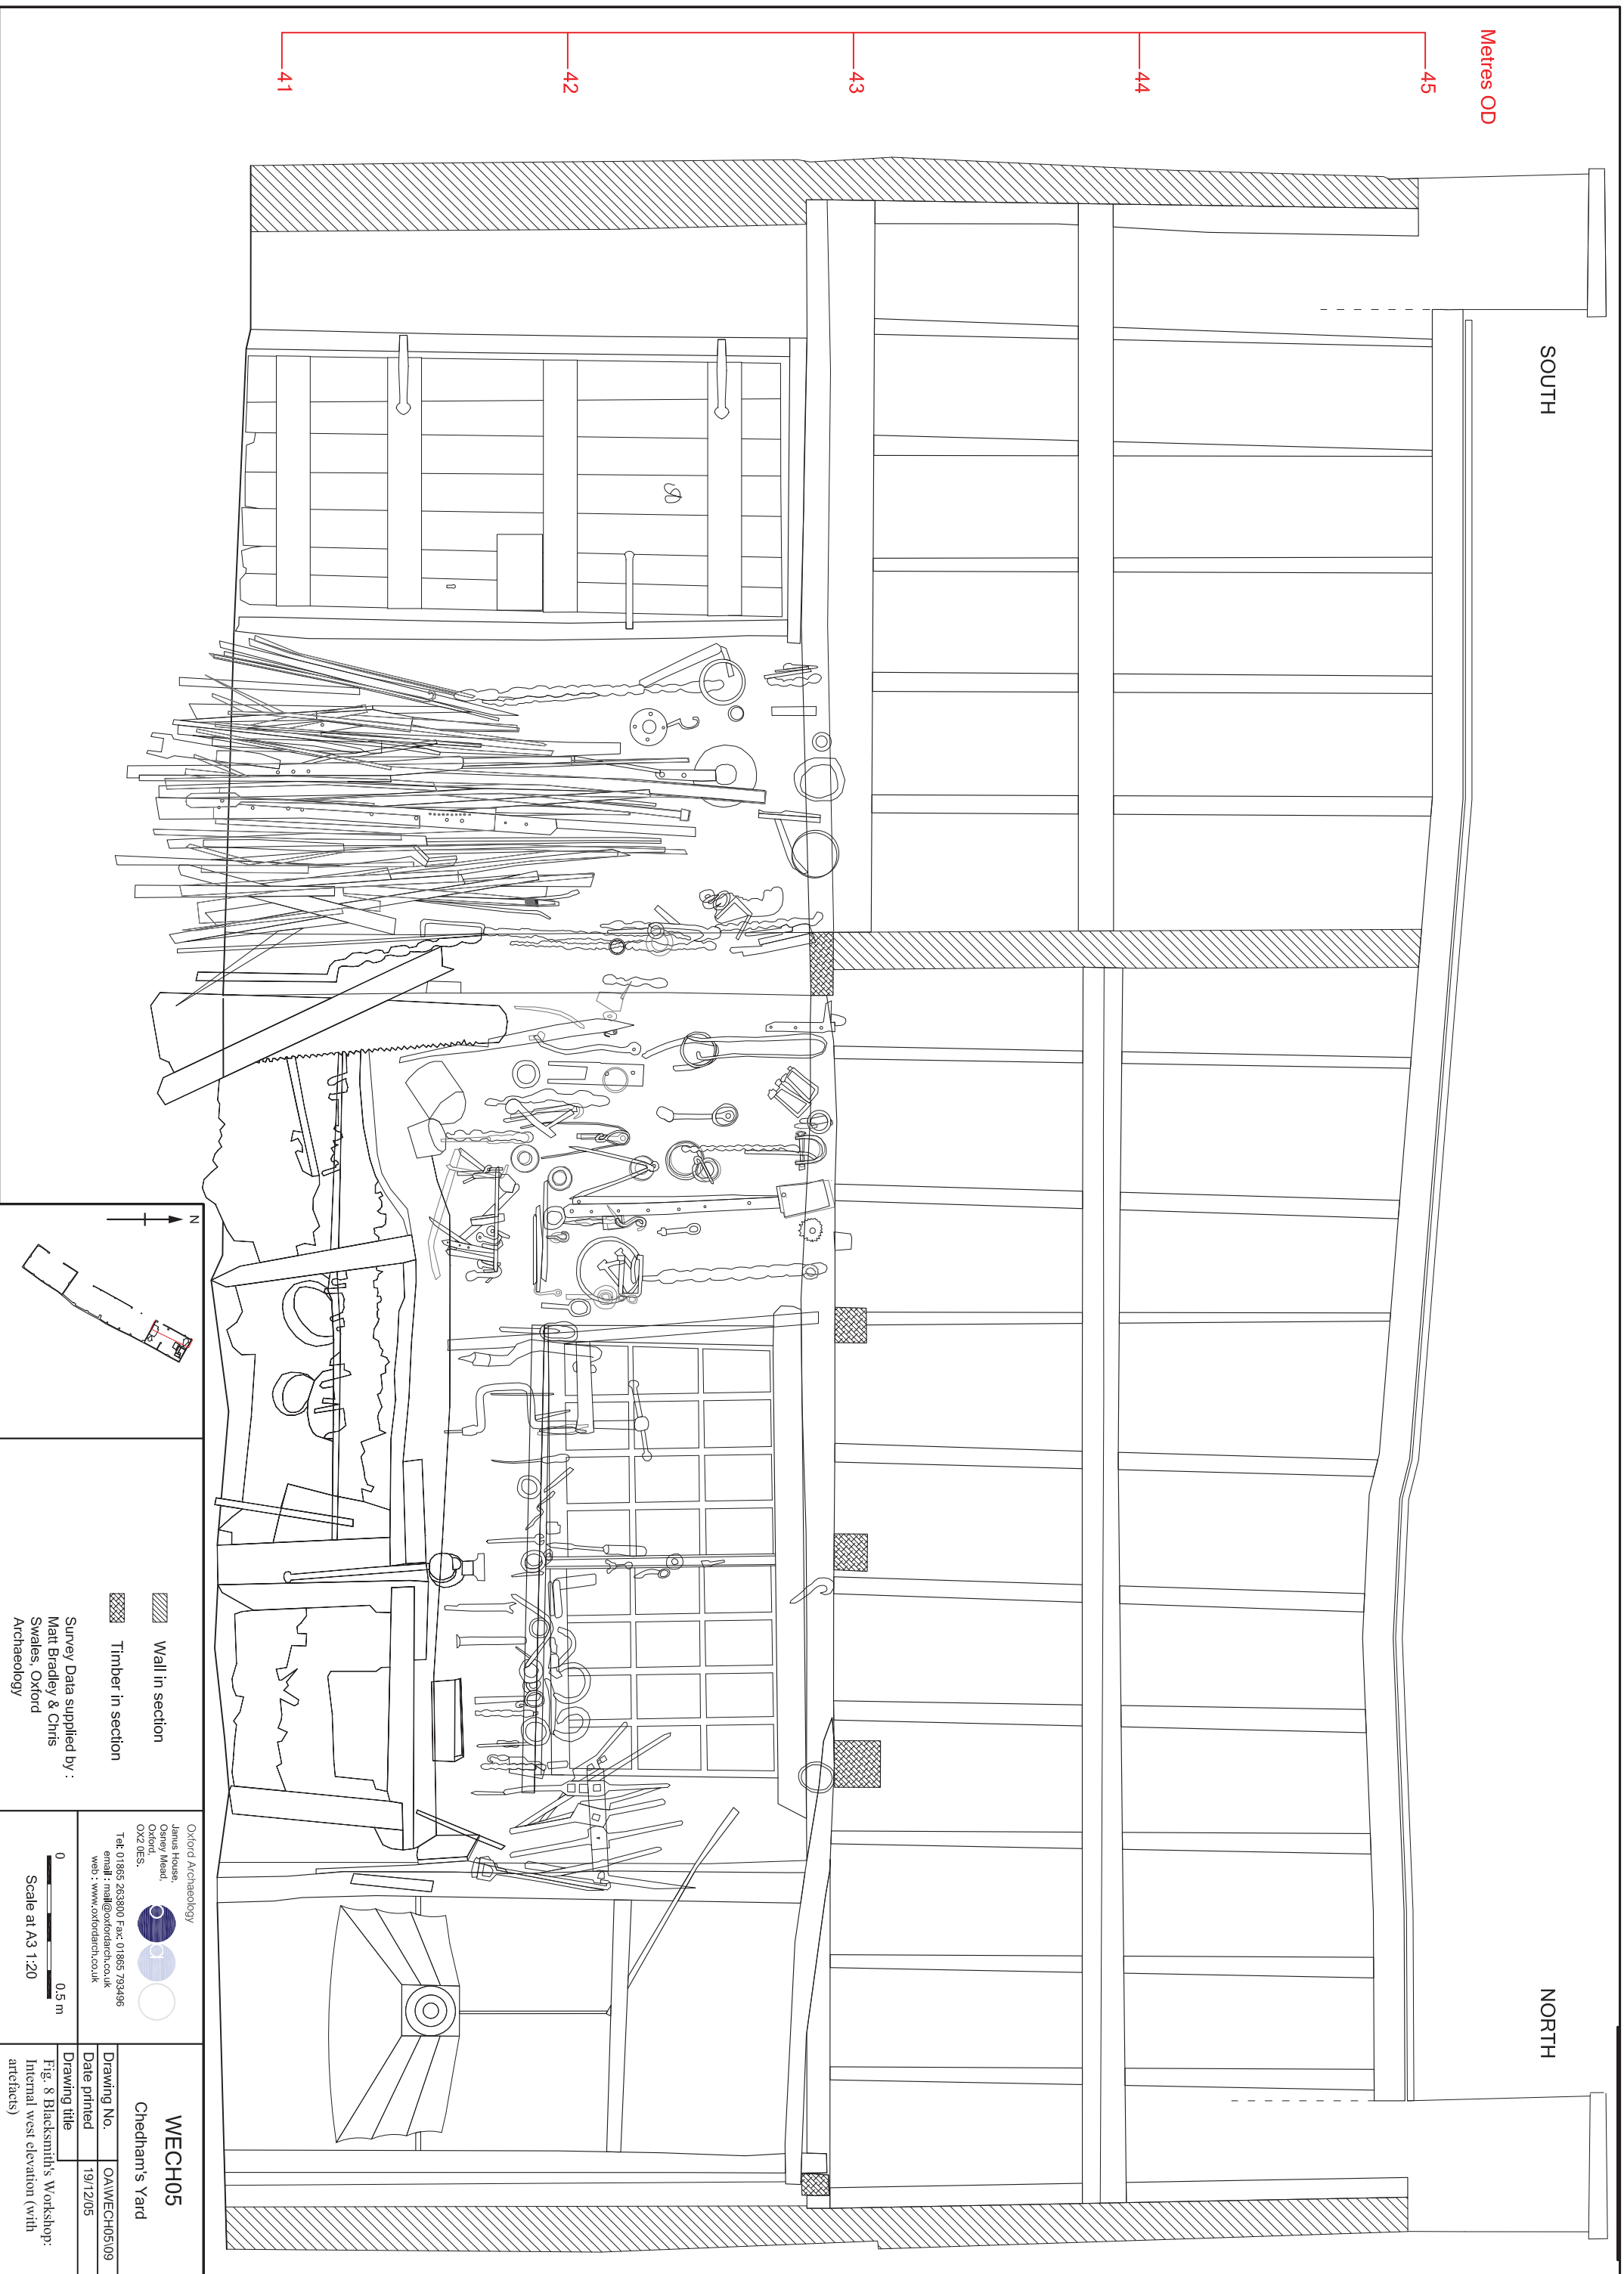 Metres OD
45
44
43
42
41
SOUTH
NORTH
N
Wall in section
Timber in section
Survey Data supplied by :
Matt Bradley & Chris
Swales, Oxford
Archaeology
Oxford Archaeology
Janus House,
Osney Mead,
Oxford,
OX2 0ES.
Tel: 01865 263800 Fax: 01865 793496
email : mail@oxfordarch.co.uk
web : www.oxfordarch.co.uk
0 0.5 m
Scale at A3 1:20
WECH05
Chedham's Yard
Drawing No. OA\WECH05\09
Date printed 19/12/05
Drawing title
Fig. 8 Blacksmith's Workshop:
Internal west elevation (with
artefacts)